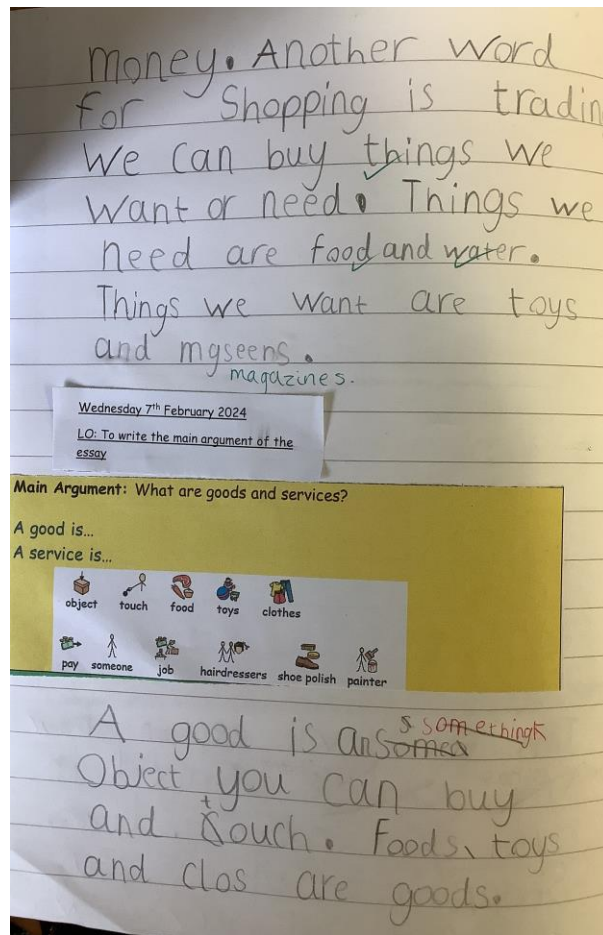 money. Another word
for Shopping is tradin
We can buy things we
Want or need. Things we
need are food and water.
Things we want are toys
and mgseens.
magazines.
Wednesday 7th February 2024
LO: To write the main argument of the
essay
Main Argument: What are goods and services?
A good is...
A service is...
object touch food toys clothes
pay someone job hairdressers shoe polish painter
A good is an
Object you can buy
and touch. Foods, toys
and clos are goods.